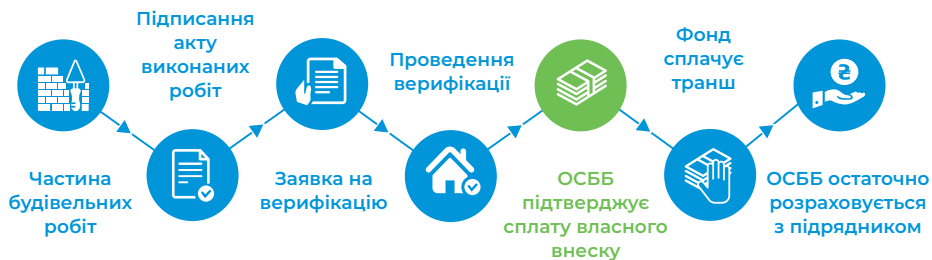 Частина
будівельних
робіт
Підписання
акту
виконаних
робіт
Заявка на
верифікацію
Проведення
верифікації
ОСББ
підтверджує
сплату власного
внеску
Фонд
сплачує
транш
₴
ОСББ остаточно
розраховується
з підрядником